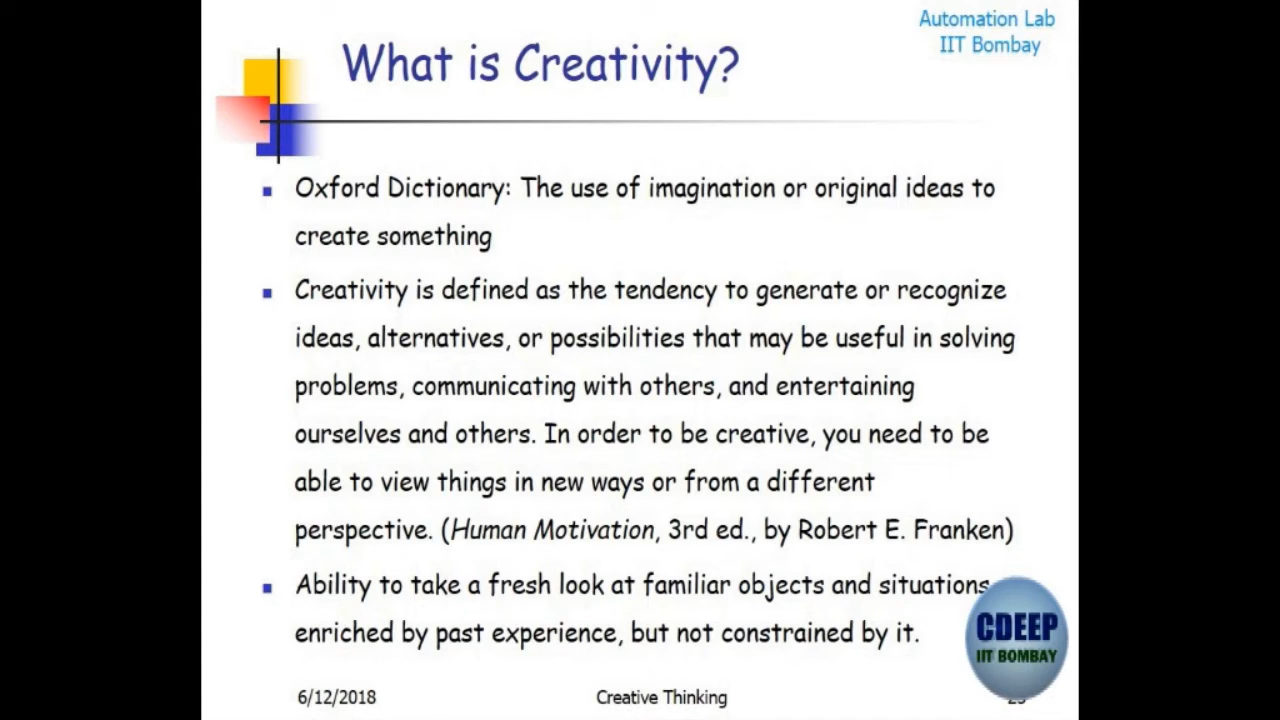 Automation Lab
IIT Bombay
What is Creativity?
Oxford Dictionary: The use of imagination or original ideas to
create something
Creativity is defined as the tendency to generate or recognize
ideas, alternatives, or possibilities that may be useful in solving
problems, communicating with others, and entertaining
ourselves and others. In order to be creative, you need to be
able to view things in new ways or from a different
perspective. (Human Motivation, 3rd ed., by Robert E. Franken)
Ability to take a fresh look at familiar objects and situations
enriched by past experience, but not constrained by it.
CDEEP
IIT BOMBAY
6/12/2018
Creative Thinking